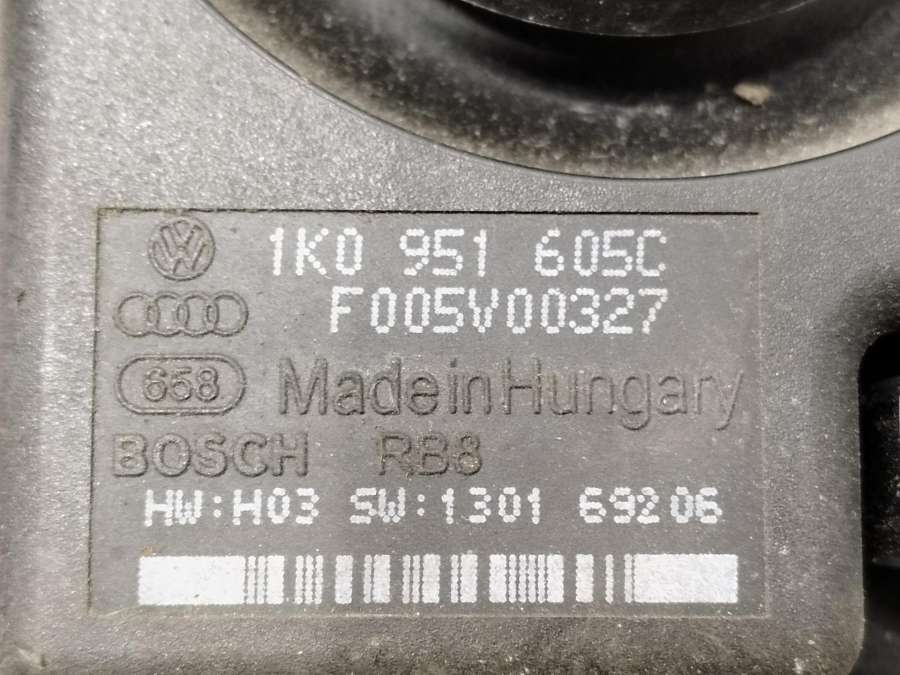 1K0 951 605C
F005V00327
658 Made in Hungary
BOSCH RB8
HW:H03 SW:1301 69206